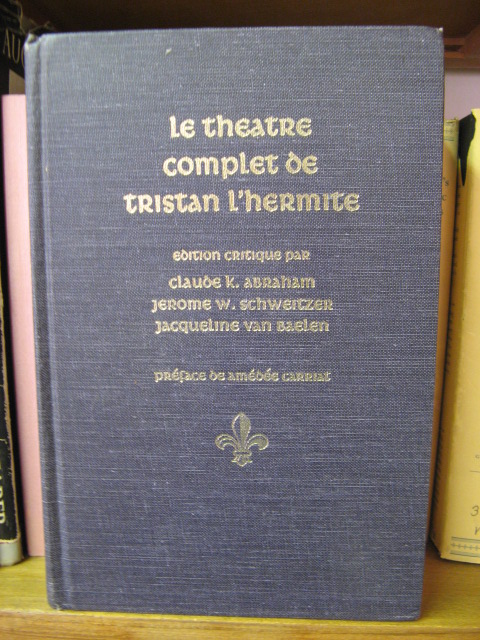 le theatre
complet de
tristan l'hermite
edition critique par
claude k. abraham
jerome w. schweitzer
jacqueline van baelen
préface de amédée carriat